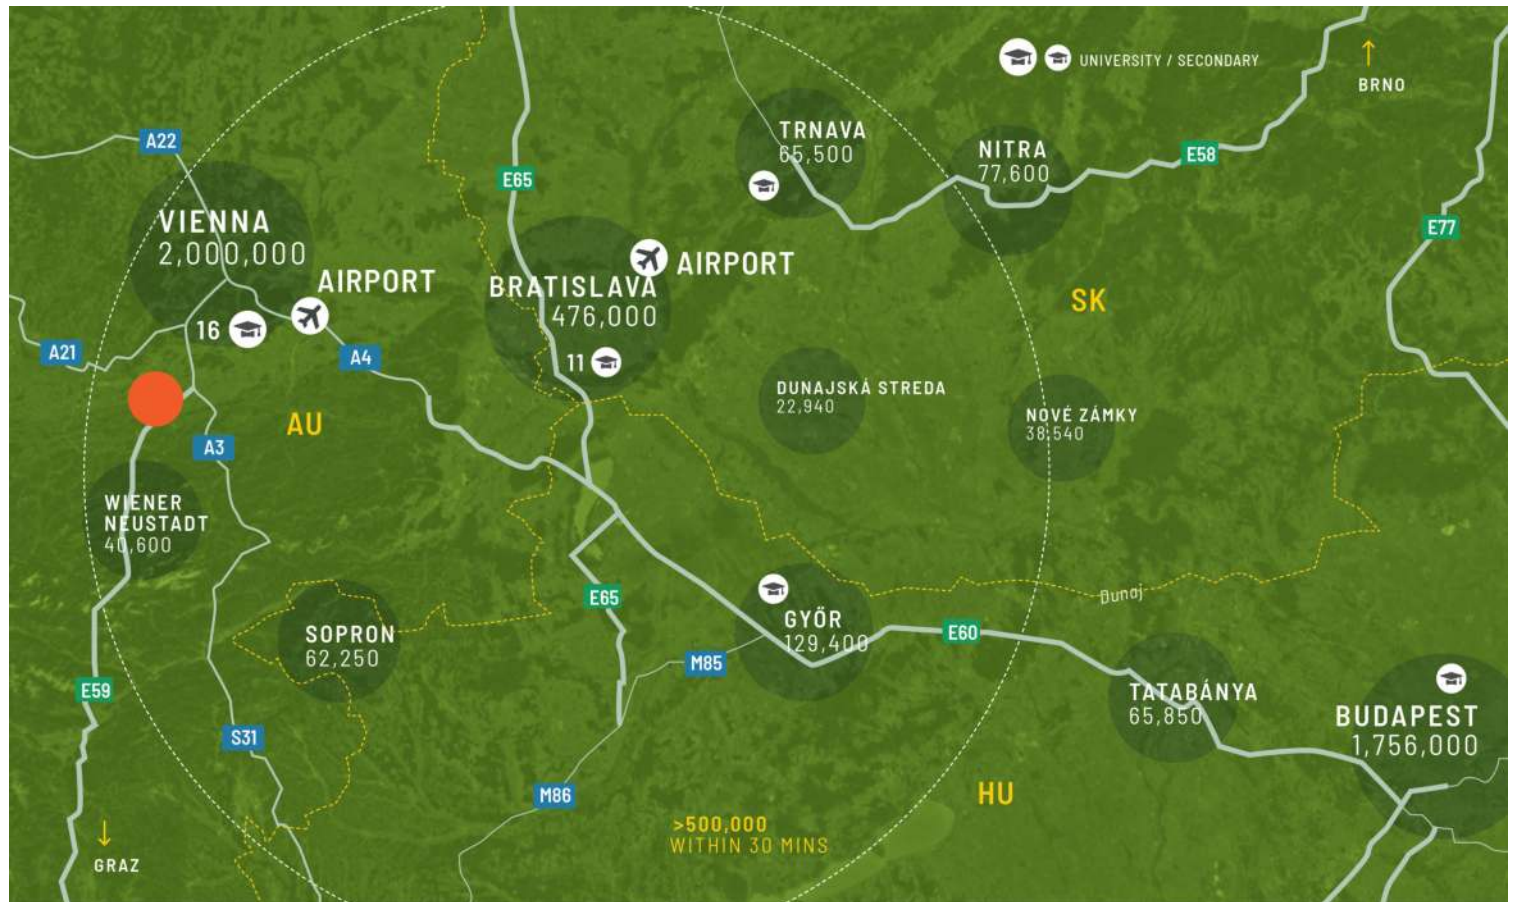 UNIVERSITY / SECONDARY
BRNO
A22
TRNAVA
65,500
NITRA
77,600
E58
E65
VIENNA
2,000,000
E77
AIRPORT
AIRPORT
BRATISLAVA
476,000
SK
16
A21
A4
11
DUNAJSKÁ STREDA
22,940
NOVÉ ZÁMKY
38,540
AU
A3
WIENER
NEUSTADT
40,600
E65
Dunaj
SOPRON
62,250
GYŐR
129,400
E60
M85
E59
TATABÁNYA
65,850
BUDAPEST
1,756,000
S31
M86
HU
>500,000
WITHIN 30 MINS
GRAZ